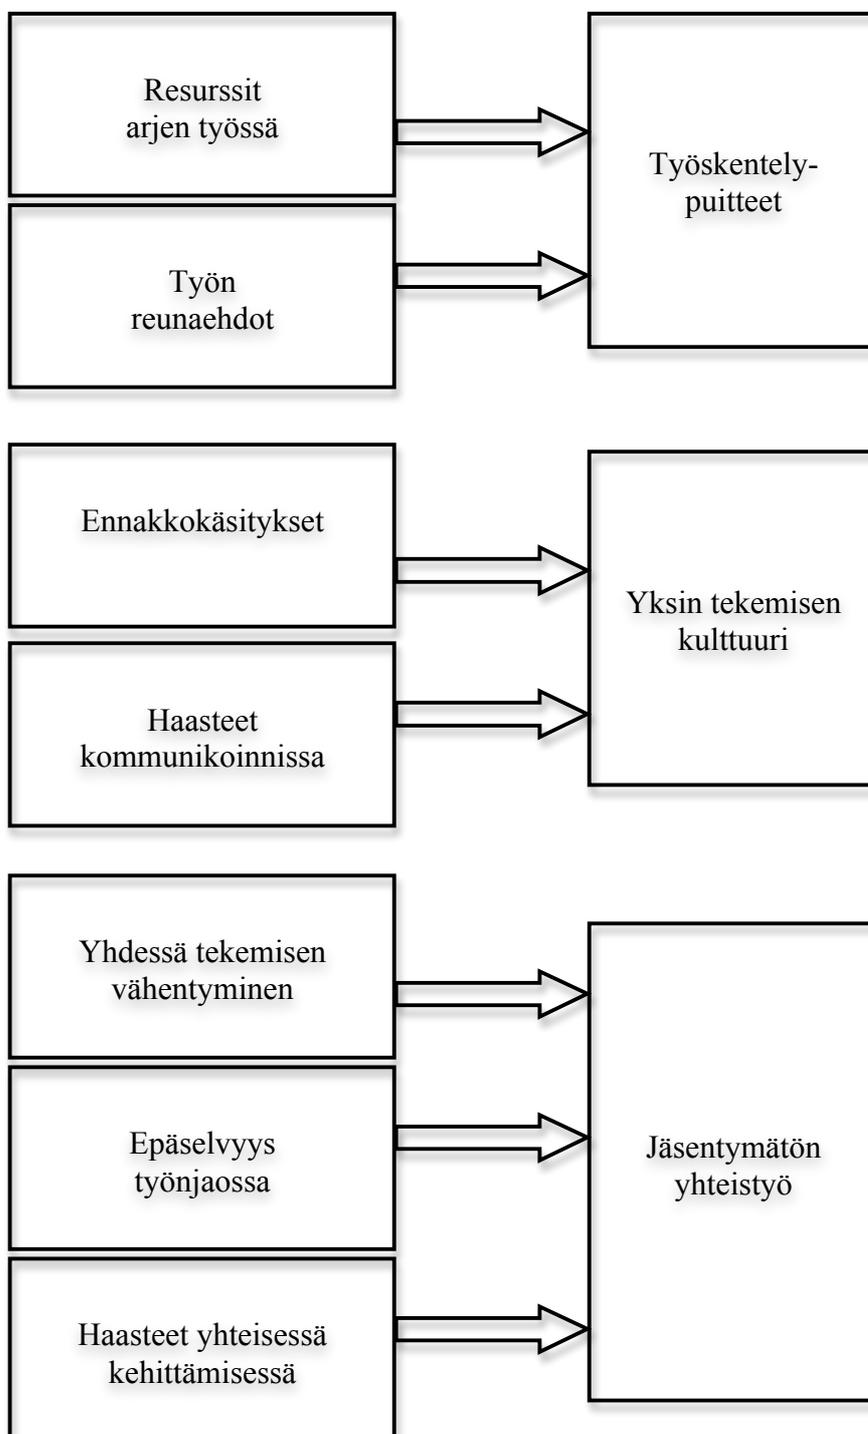 Resurssit
arjen työssä
Työskentely-
puitteet
Työn
reunaehdot
Ennakkokäsitykset
Yksin tekemisen
kulttuuri
Haasteet
kommunikoinnissa
Yhdessä tekemisen
vähentyminen
Epäselvyys
työnjaossa
Jäsentymätön
yhteistyö
Haasteet yhteisessä
kehittämisessä